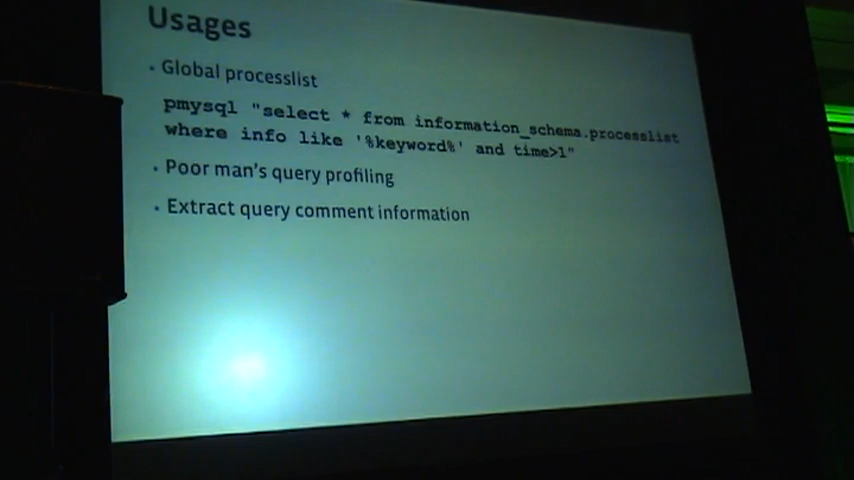 Usages
• Global processlist
pmysql "select * from information_schema.processlist
where info like '%keyword%' and time>1"
• Poor man's query profiling
• Extract query comment information